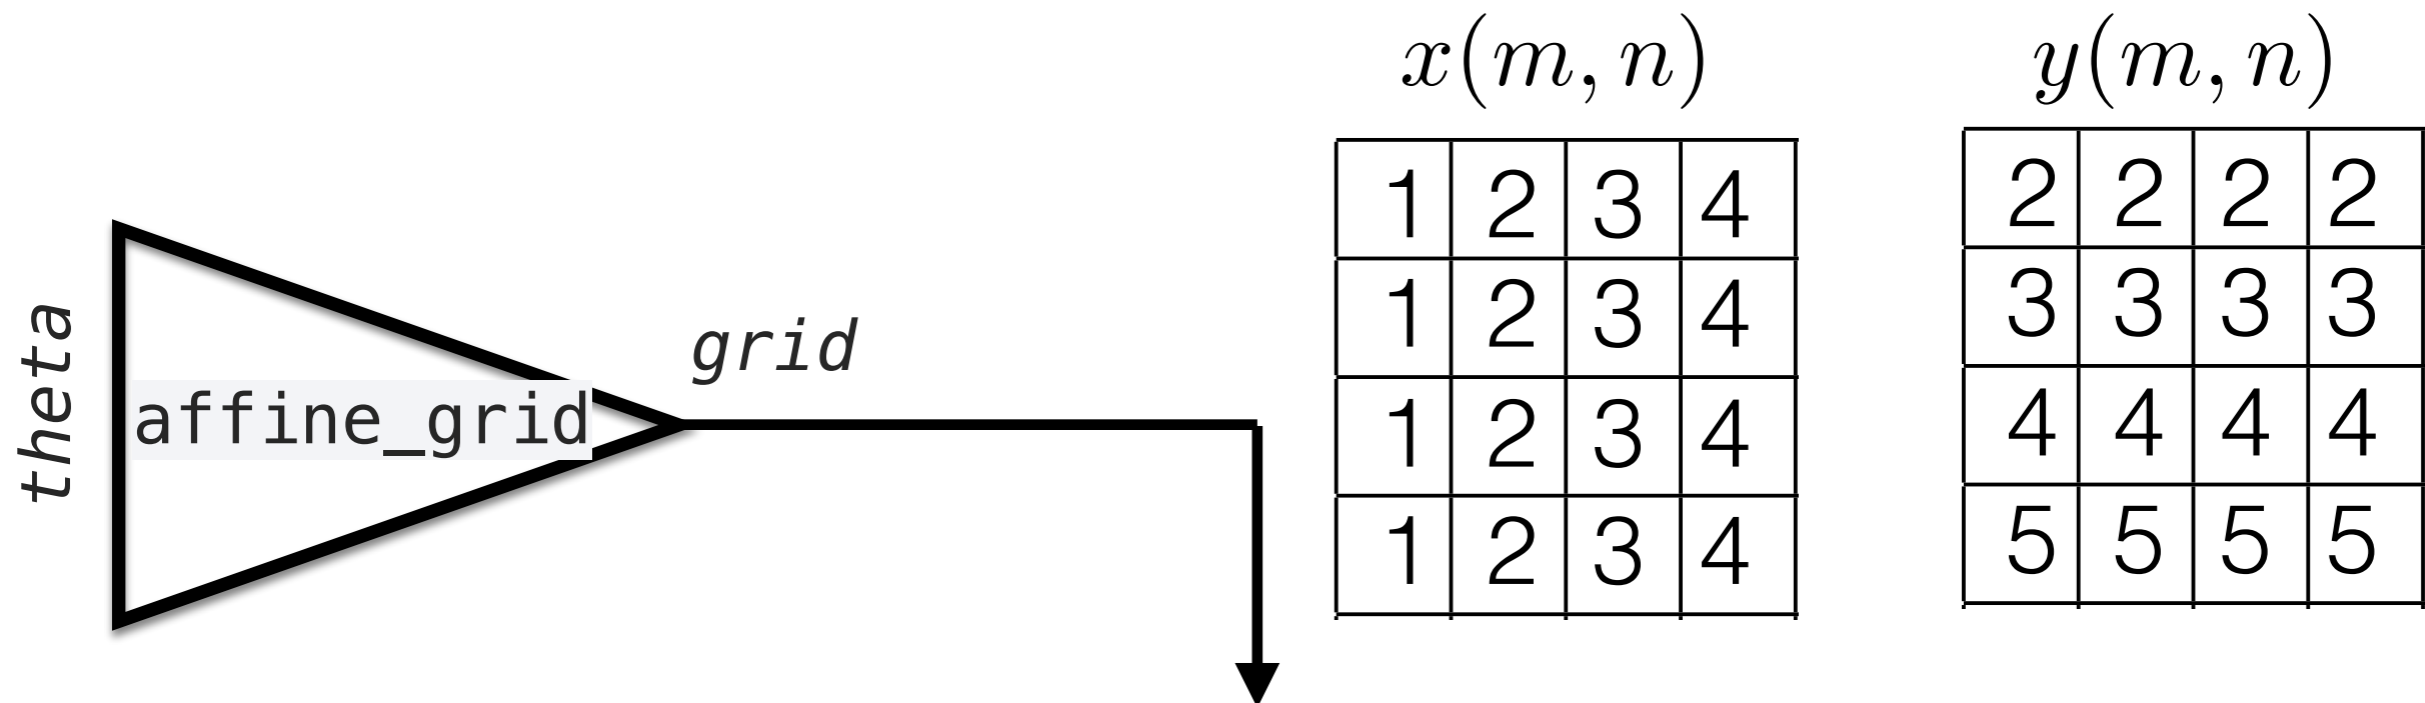 theta
affine_grid
grid
x(m, n)
1 2 3 4
1 2 3 4
1 2 3 4
1 2 3 4
y(m, n)
2 2 2 2
3 3 3 3
4 4 4 4
5 5 5 5